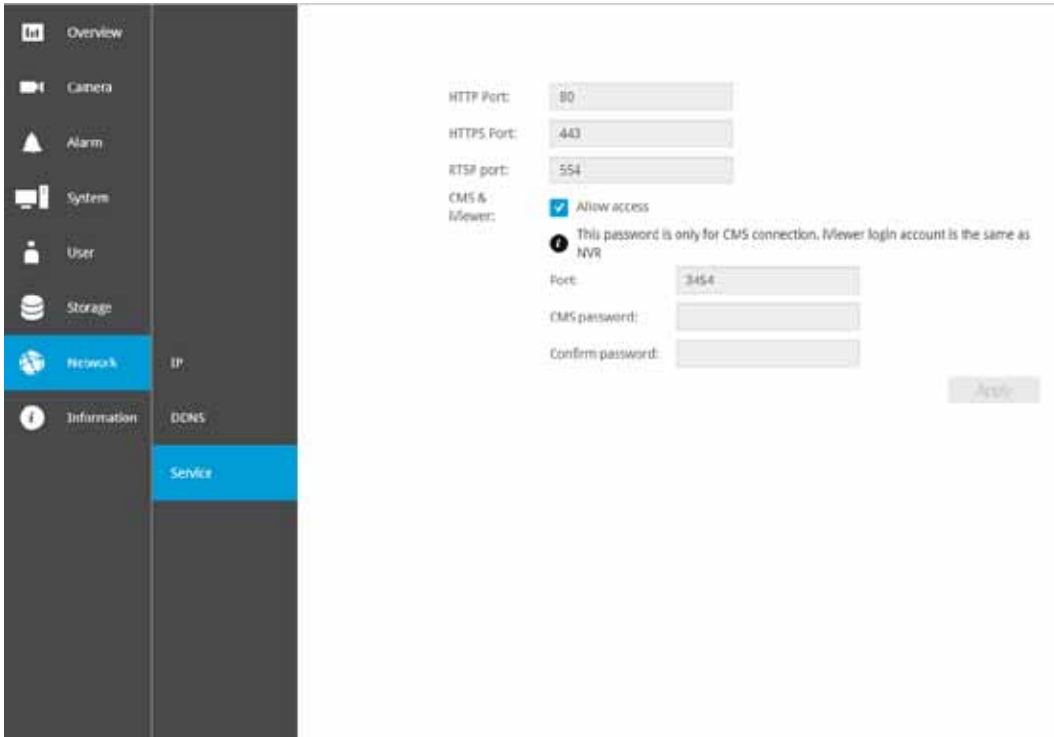 Overview
Camera
Alarm
System
User
Storage
Network
Information
IP
DDNS
Service
HTTP Port: 80
HTTPS Port: 443
RTSP port: 554
CMS &
iViewer:
Allow access
This password is only for CMS connection. iViewer login account is the same as
NVR
Port: 3454
CMS password:
Confirm password:
Apply